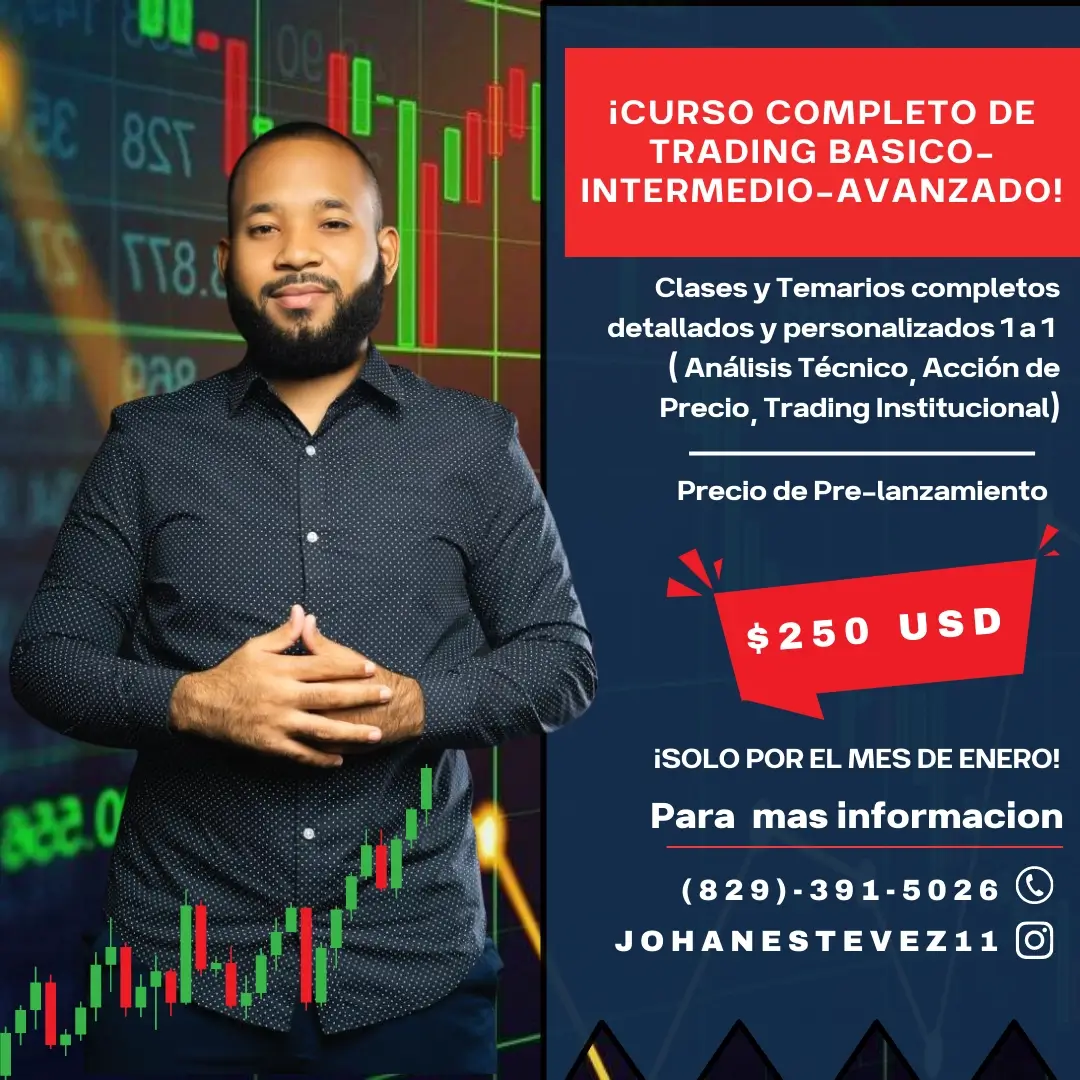 ¡CURSO COMPLETO DE
TRADING BASICO-
INTERMEDIO-AVANZADO!
Clases y Temarios completos
detallados y personalizados 1 a 1
( Análisis Técnico, Acción de
Precio, Trading Institucional)
Precio de Pre-lanzamiento
$250 USD
¡SOLO POR EL MES DE ENERO!
Para mas informacion
(829)-391-5026
JOHANESTEVEZ11
728
869